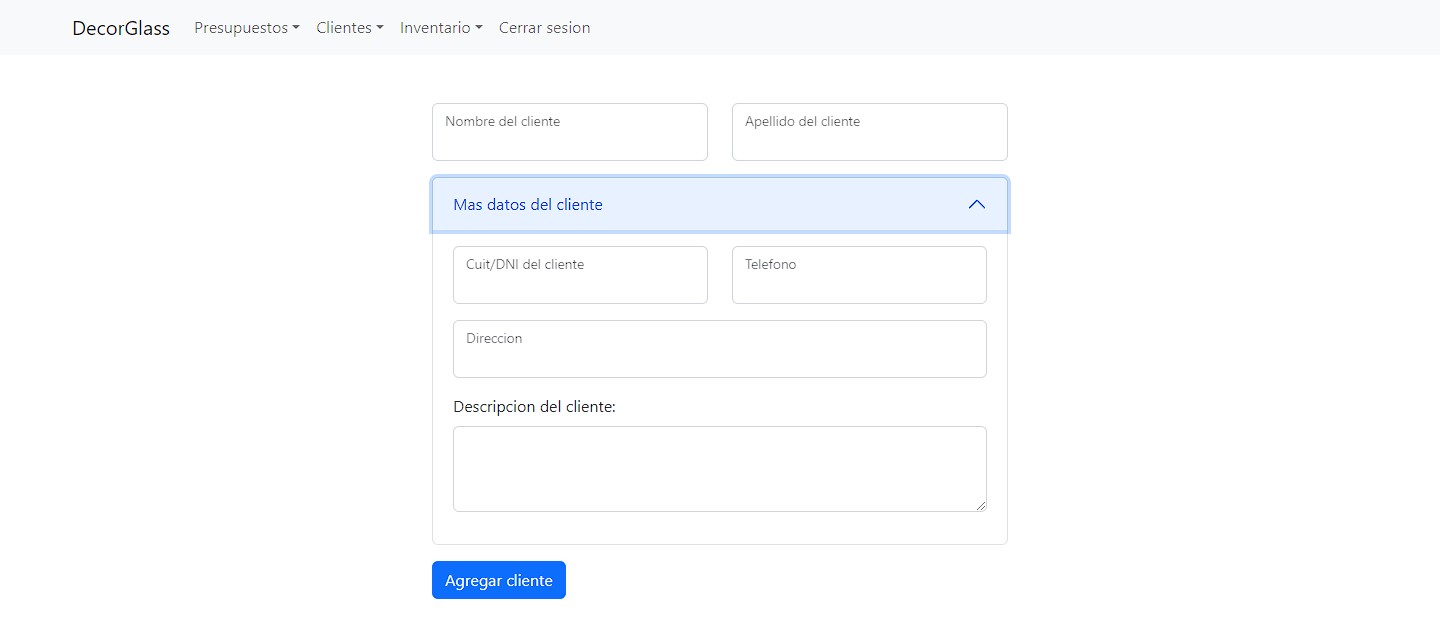 DecorGlass Presupuestos Clientes Inventario Cerrar sesion
Nombre del cliente Apellido del cliente
Mas datos del cliente
Cuit/DNI del cliente Telefono
Direccion
Descripcion del cliente:
Agregar cliente